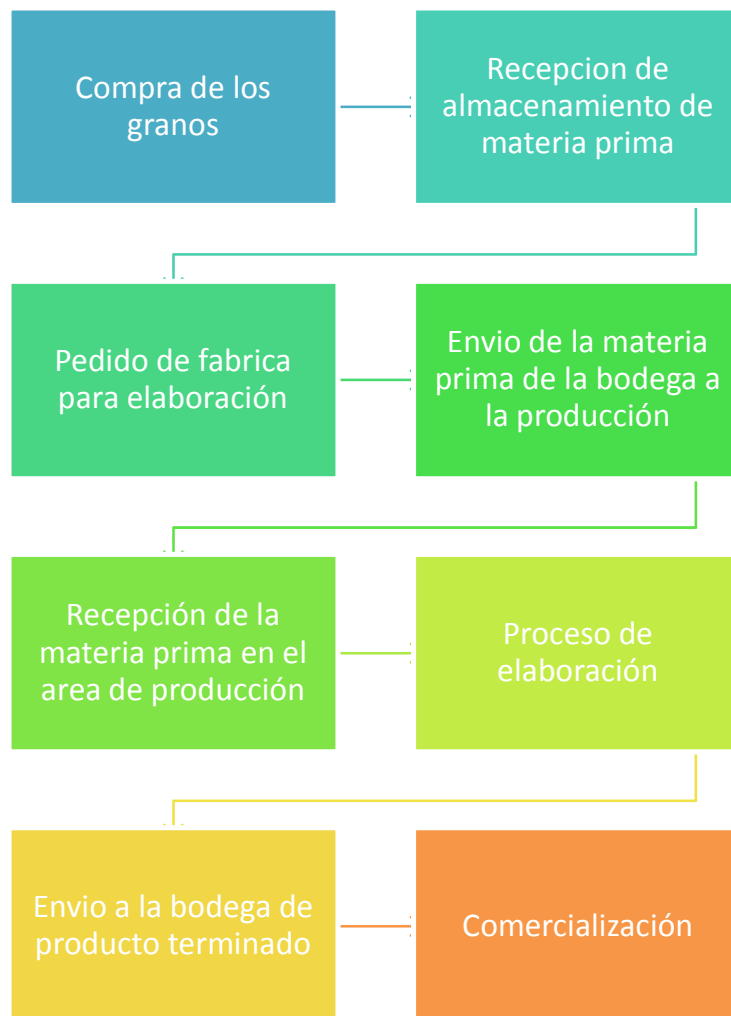 Compra de los
granos
Recepcion de
almacenamiento de
materia prima
Pedido de fabrica
para elaboración
Envio de la materia
prima de la bodega a
la producción
Recepción de la
materia prima en el
area de producción
Proceso de
elaboración
Envio a la bodega de
producto terminado
Comercialización